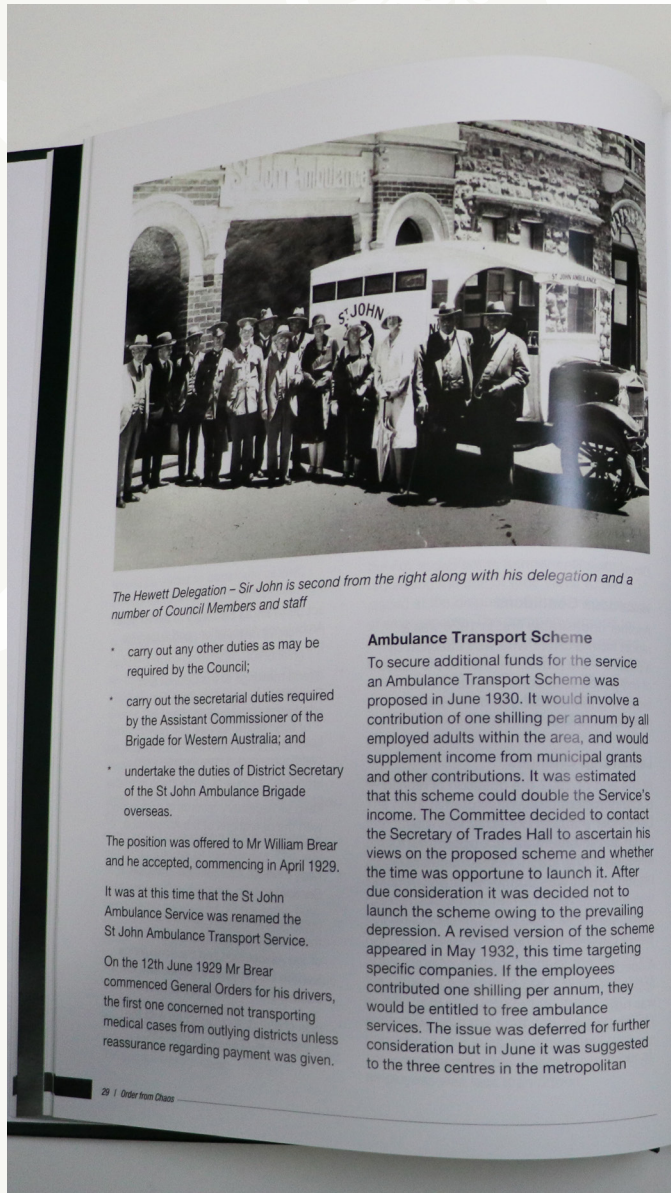 St John Ambulance
ST JOHN
ST JOHN AMBULANCE
The Hewett Delegation – Sir John is second from the right along with his delegation and a
number of Council Members and staff
* carry out any other duties as may be
required by the Council;
* carry out the secretarial duties required
by the Assistant Commissioner of the
Brigade for Western Australia; and
* undertake the duties of District Secretary
of the St John Ambulance Brigade
overseas.
The position was offered to Mr William Brear
and he accepted, commencing in April 1929.
It was at this time that the St John
Ambulance Service was renamed the
St John Ambulance Transport Service.
On the 12th June 1929 Mr Brear
commenced General Orders for his drivers,
the first one concerned not transporting
medical cases from outlying districts unless
reassurance regarding payment was given.
Ambulance Transport Scheme
To secure additional funds for the service
an Ambulance Transport Scheme was
proposed in June 1930. It would involve a
contribution of one shilling per annum by all
employed adults within the area, and would
supplement income from municipal grants
and other contributions. It was estimated
that this scheme could double the Service's
income. The Committee decided to contact
the Secretary of Trades Hall to ascertain his
views on the proposed scheme and whether
the time was opportune to launch it. After
due consideration it was decided not to
launch the scheme owing to the prevailing
depression. A revised version of the scheme
appeared in May 1932, this time targeting
specific companies. If the employees
contributed one shilling per annum, they
would be entitled to free ambulance
services. The issue was deferred for further
consideration but in June it was suggested
to the three centres in the metropolitan
29 | Order from Chaos